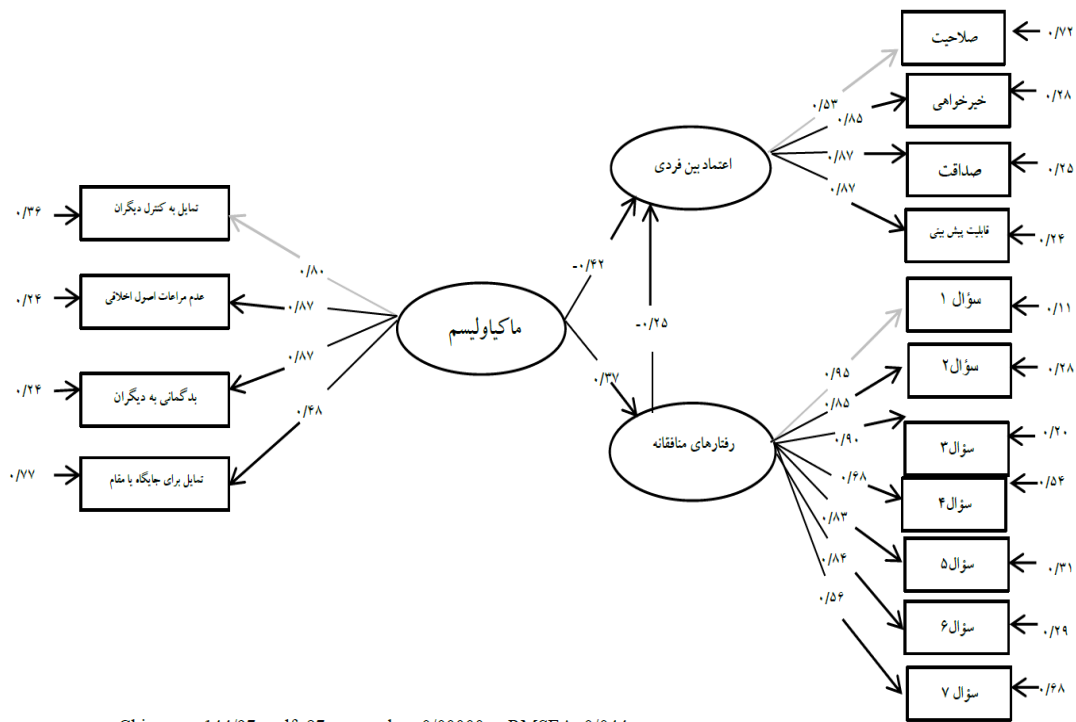 صلاحیت
۰/۷۲
۰/۵۳
خیرخواهی
۰/۲۸
۰/۸۵
صداقت
۰/۲۵
۰/۸۷
قابلیت پیش بینی
۰/۲۴
۰/۸۷
اعتماد بین فردی
تمایل به کنترل دیگران
۰/۳۶
۰/۸۰
عدم مراعات اصول اخلاقی
۰/۲۴
۰/۸۷
بدگمانی به دیگران
۰/۲۴
۰/۸۷
تمایل برای جایگاه یا مقام
۰/۷۷
۰/۴۸
ماکیاولیسم
-۰/۴۲
-۰/۲۵
۰/۳۷
رفتارهای منافقانه
سؤال ۱
۰/۱۱
۰/۹۵
سؤال۲
۰/۲۸
۰/۸۵
سؤال۳
۰/۲۰
۰/۹۰
سؤال۴
۰/۵۴
۰/۶۸
سؤال۵
۰/۳۱
۰/۸۳
سؤال۶
۰/۲۹
۰/۸۴
سؤال ۷
۰/۶۸
۰/۵۶